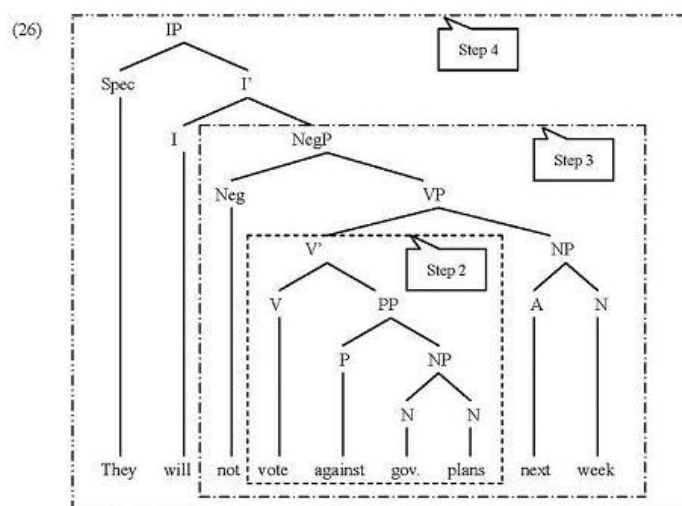 (26) IP
Step 4
Spec I'
I NegP
Step 3
Neg VP
V' NP
Step 2
V PP A N
P NP
N N
They will not vote against gov. plans next week